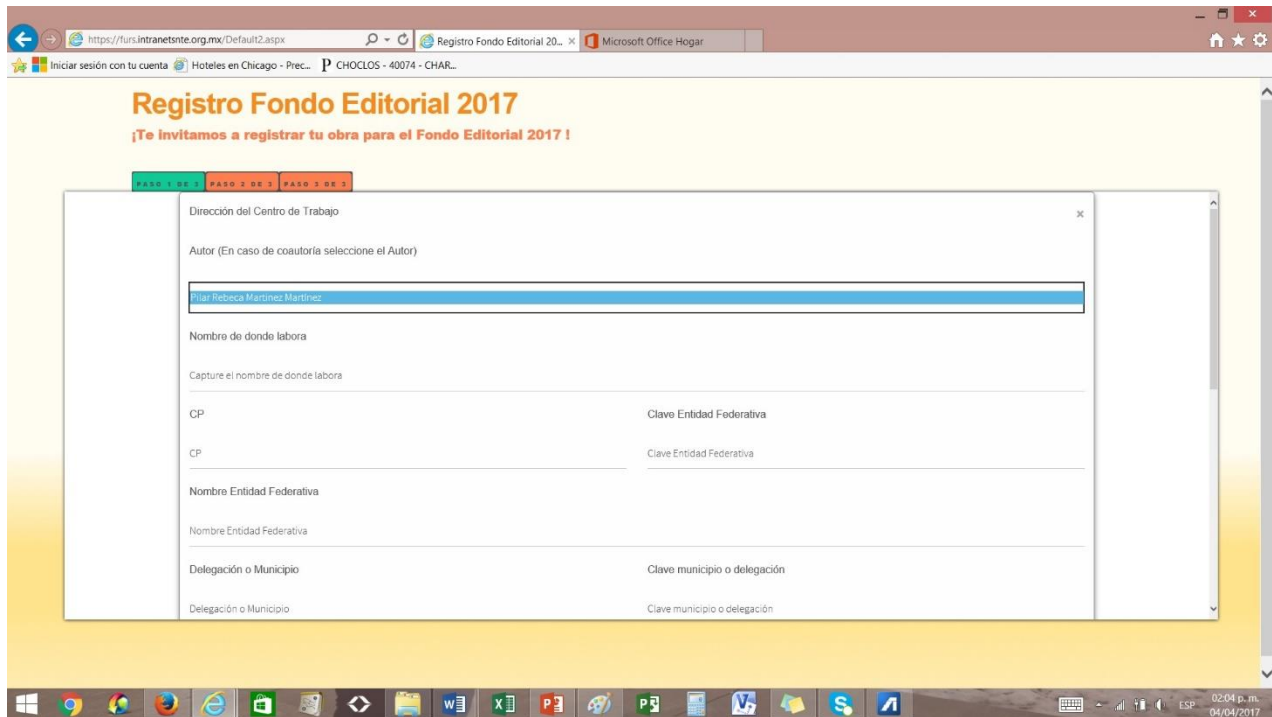 https://furs.intranetsnte.org.mx/Default2.aspx
Registro Fondo Editorial 20...
Microsoft Office Hogar
Iniciar sesión con tu cuenta
Hoteles en Chicago - Prec...
CHOCLOS - 40074 - CHAR...
Registro Fondo Editorial 2017
¡Te invitamos a registrar tu obra para el Fondo Editorial 2017 !
PASO 1 DE 3 PASO 2 DE 3 PASO 3 DE 3
Dirección del Centro de Trabajo
Autor (En caso de coautoría seleccione el Autor)
Pilar Rebeca Martínez Martínez
Nombre de donde labora
Capture el nombre de donde labora
CP Clave Entidad Federativa
CP Clave Entidad Federativa
Nombre Entidad Federativa
Nombre Entidad Federativa
Delegación o Municipio Clave municipio o delegación
Delegación o Municipio Clave municipio o delegación
ESP 02:04 p. m.
04/04/2017